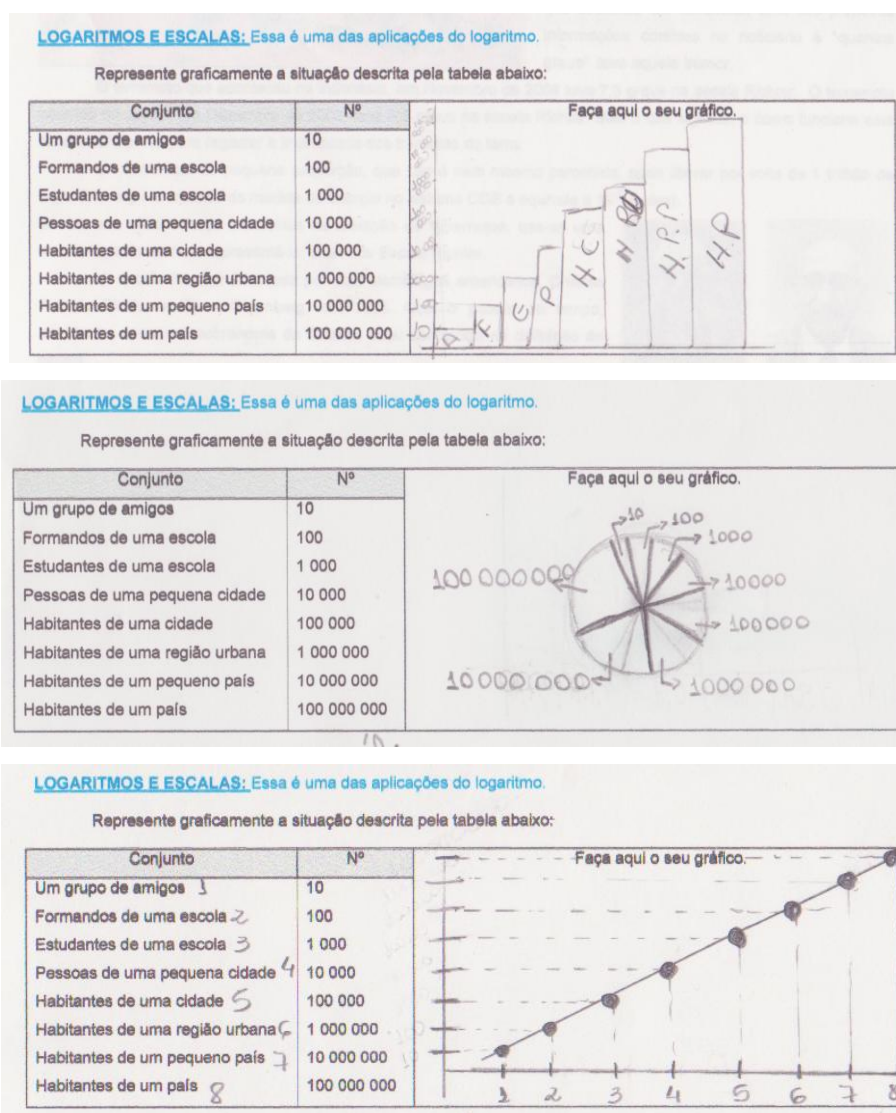 LOGARITMOS E ESCALAS: Essa é uma das aplicações do logaritmo.
Represente graficamente a situação descrita pela tabela abaixo:
Conjunto Nº Faça aqui o seu gráfico.
Um grupo de amigos 10
Formandos de uma escola 100
Estudantes de uma escola 1 000
Pessoas de uma pequena cidade 10 000
Habitantes de uma cidade 100 000
Habitantes de uma região urbana 1 000 000
Habitantes de um pequeno país 10 000 000
Habitantes de um país 100 000 000
A F E P H.C H.P.P H.P
LOGARITMOS E ESCALAS: Essa é uma das aplicações do logaritmo.
Represente graficamente a situação descrita pela tabela abaixo:
Conjunto Nº Faça aqui o seu gráfico.
Um grupo de amigos 10
Formandos de uma escola 100
Estudantes de uma escola 1 000
Pessoas de uma pequena cidade 10 000
Habitantes de uma cidade 100 000
Habitantes de uma região urbana 1 000 000
Habitantes de um pequeno país 10 000 000
Habitantes de um país 100 000 000
10
100
1000
10000
100000
1000 000
10 000 000
100 000 000
LOGARITMOS E ESCALAS: Essa é uma das aplicações do logaritmo.
Represente graficamente a situação descrita pela tabela abaixo:
Conjunto Nº Faça aqui o seu gráfico.
Um grupo de amigos 1 10
Formandos de uma escola 2 100
Estudantes de uma escola 3 1 000
Pessoas de uma pequena cidade 4 10 000
Habitantes de uma cidade 5 100 000
Habitantes de uma região urbana 6 1 000 000
Habitantes de um pequeno país 7 10 000 000
Habitantes de um país 8 100 000 000
1 2 3 4 5 6 7 8